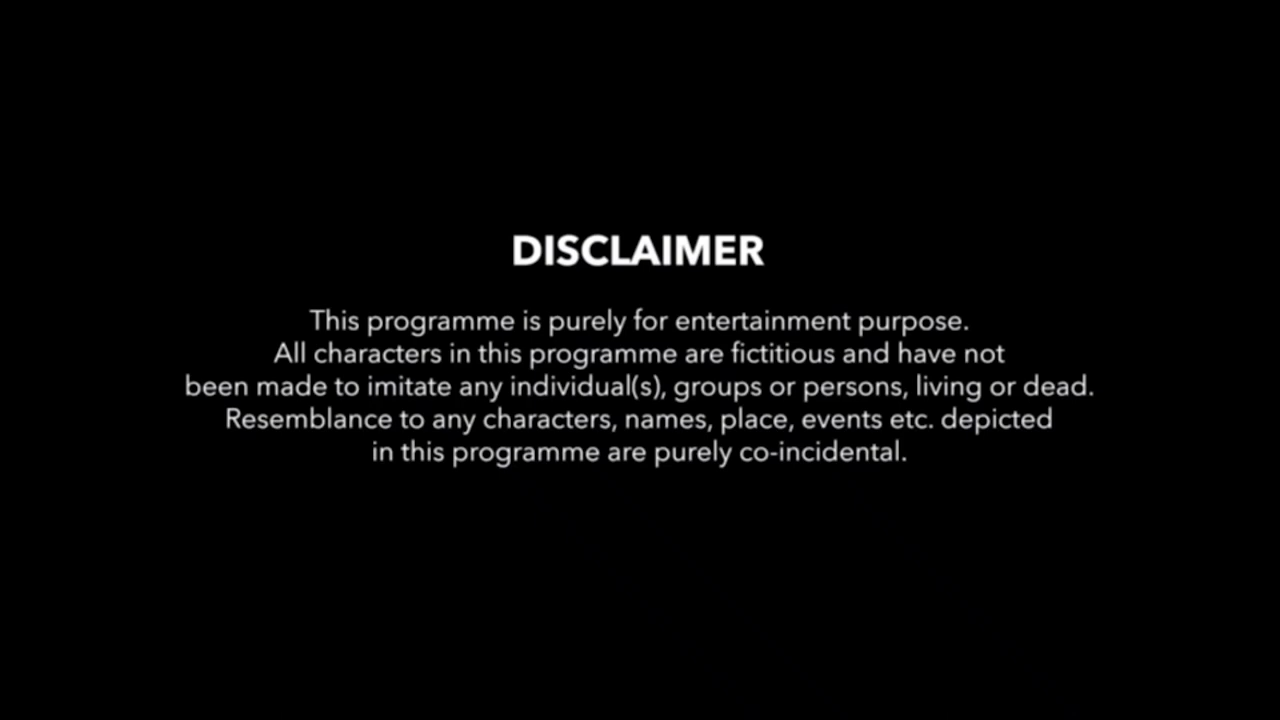 DISCLAIMER
This programme is purely for entertainment purpose.
All characters in this programme are fictitious and have not
been made to imitate any individual(s), groups or persons, living or dead.
Resemblance to any characters, names, place, events etc. depicted
in this programme are purely co-incidental.